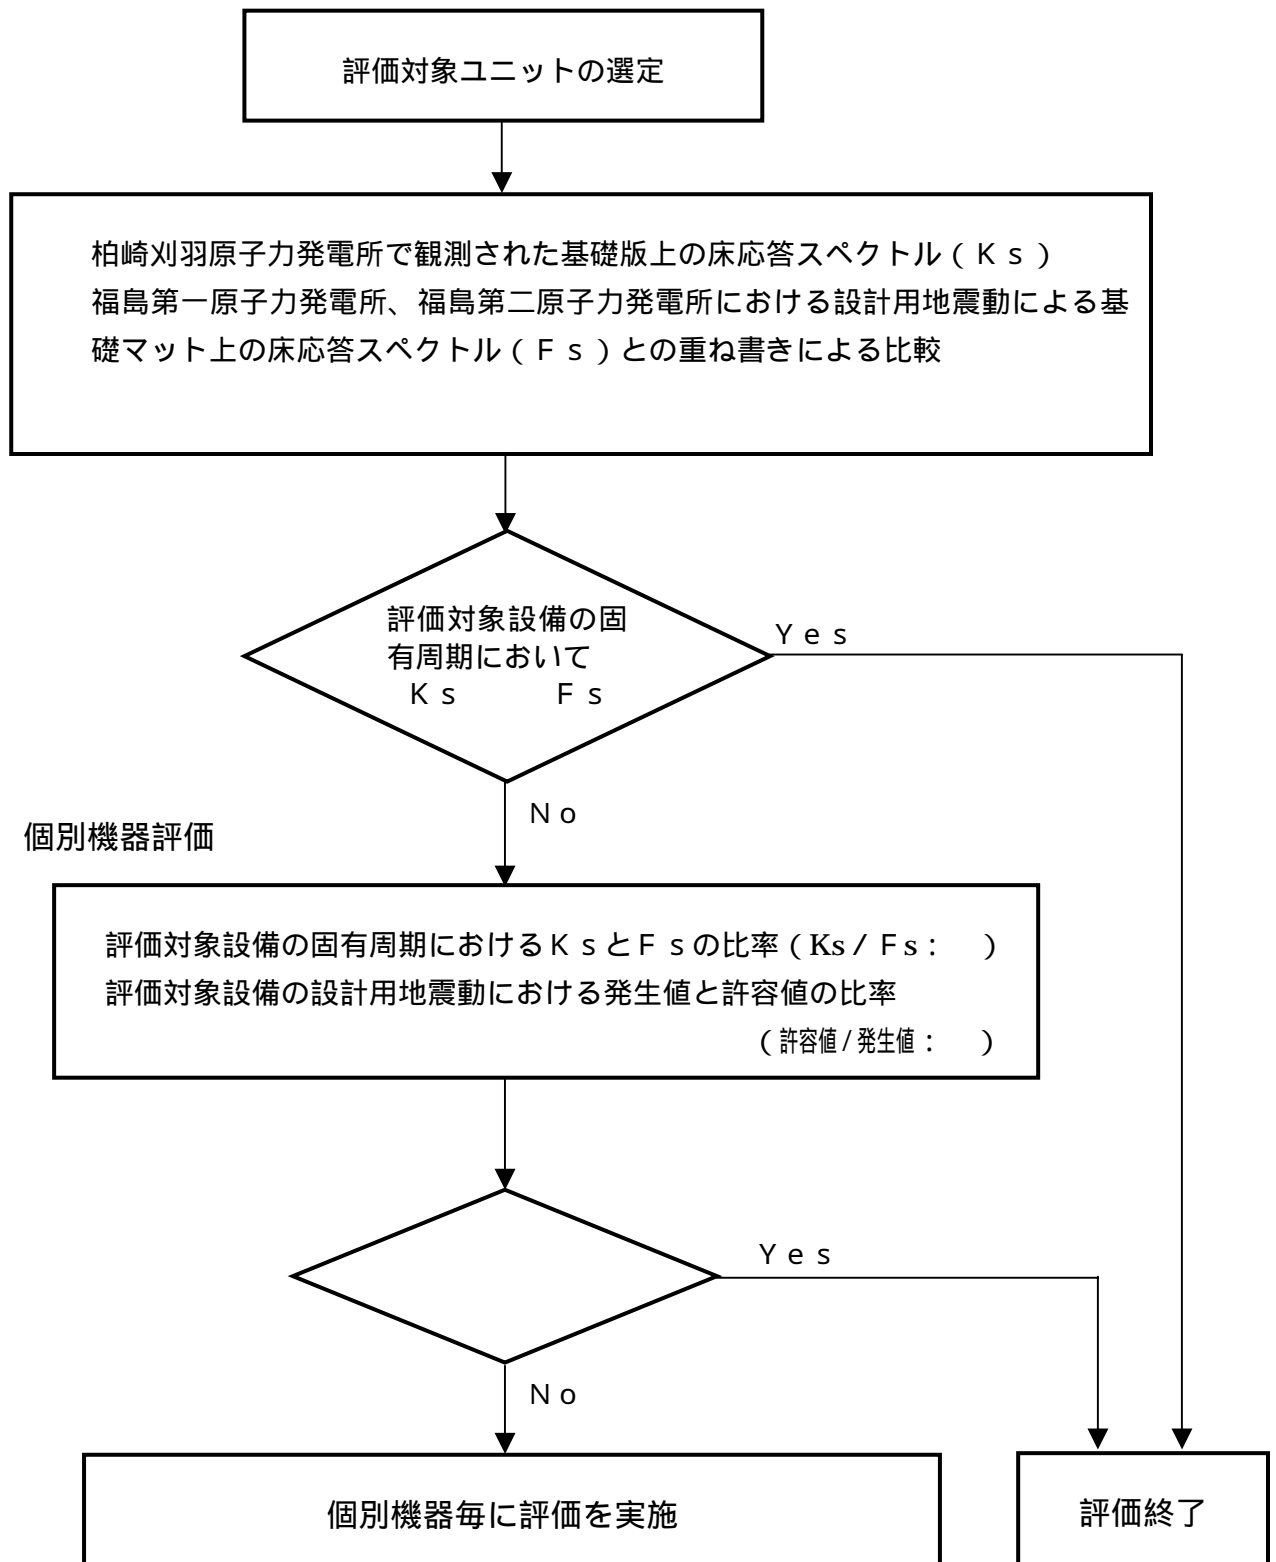 評価対象ユニットの選定
柏崎刈羽原子力発電所で観測された基礎版上の床応答スペクトル（Ｋｓ）
福島第一原子力発電所、福島第二原子力発電所における設計用地震動による基
礎マット上の床応答スペクトル（Ｆｓ）との重ね書きによる比較
評価対象設備の固
有周期において
Ｋｓ　　　Ｆｓ
Ｙｅｓ
Ｎｏ
個別機器評価
評価対象設備の固有周期におけるＫｓとＦｓの比率（Ks／Ｆs：　）
評価対象設備の設計用地震動における発生値と許容値の比率
（許容値/発生値：　）
Ｙｅｓ
Ｎｏ
個別機器毎に評価を実施
評価終了